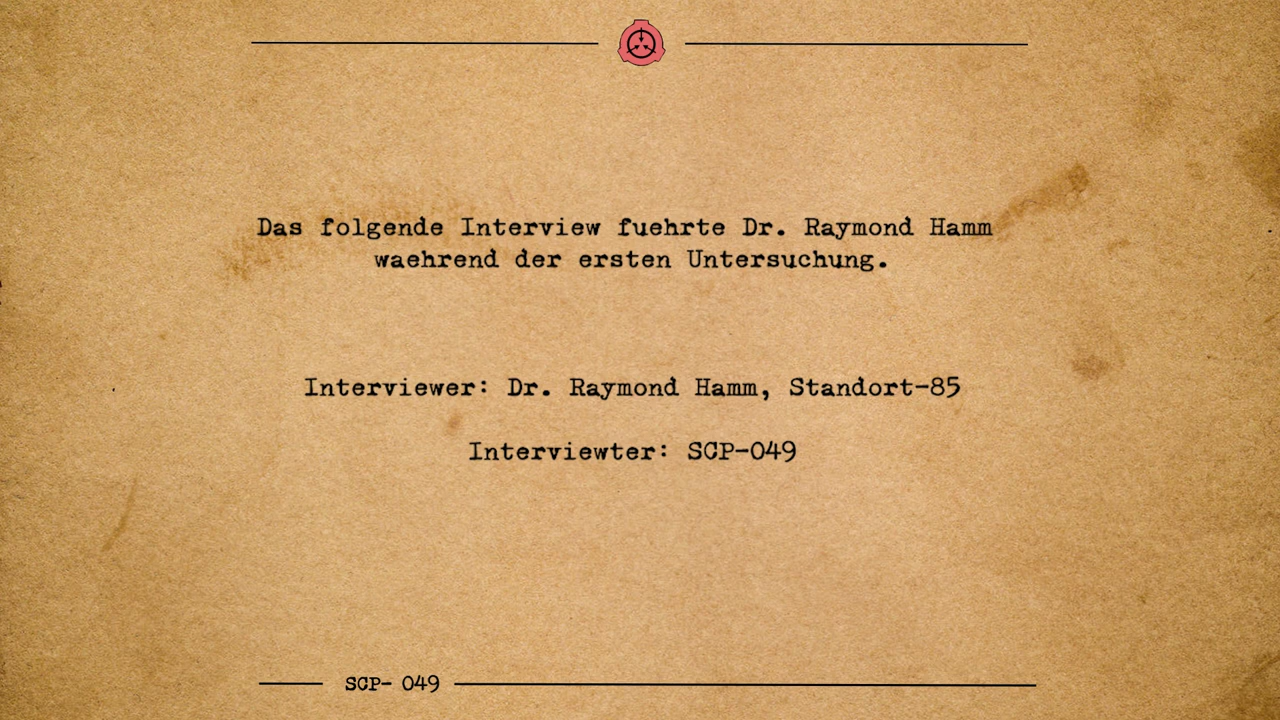 Das folgende Interview fuehrte Dr. Raymond Hamm
waehrend der ersten Untersuchung.
Interviewer: Dr. Raymond Hamm, Standort-85
Interviewter: SCP-049
SCP- 049